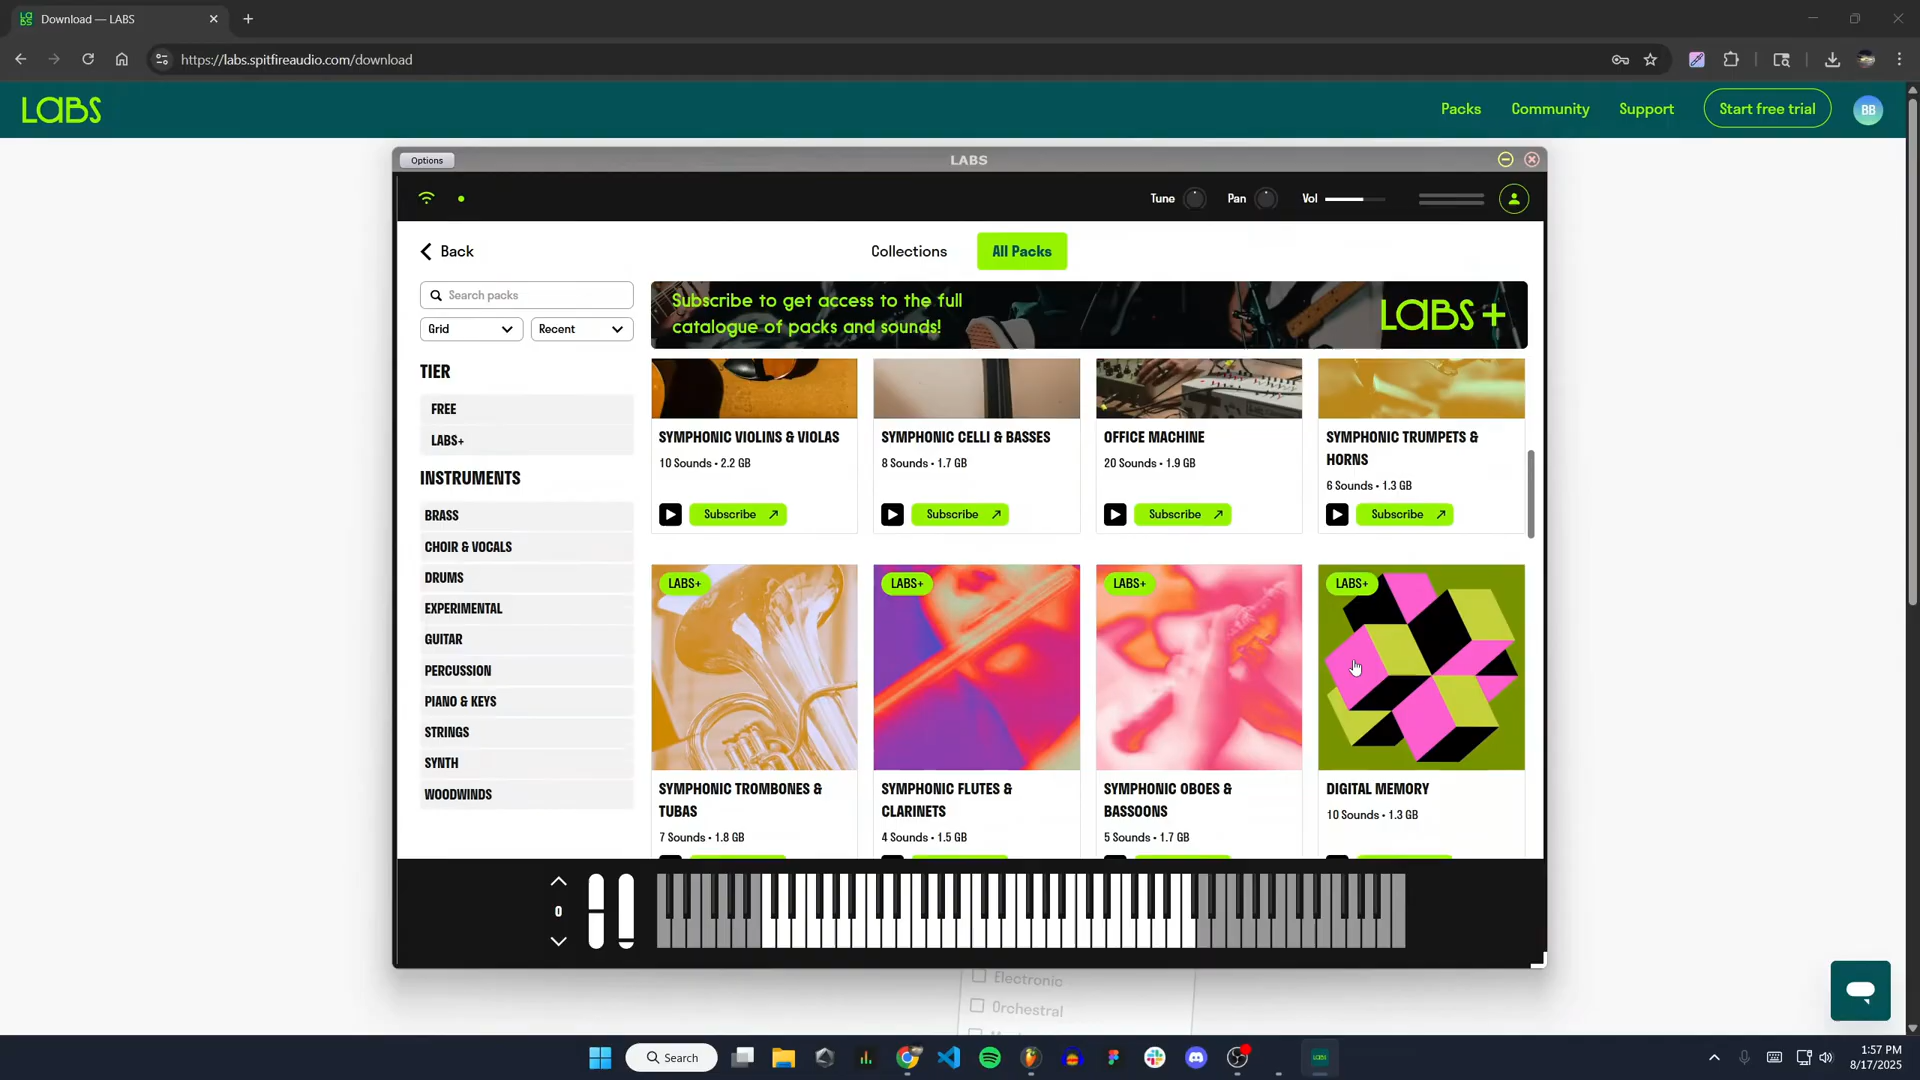 Download — LABS
https://labs.spitfireaudio.com/download
LABS
Packs
Community
Support
Start free trial
BB
Options
LABS
Tune
Pan
Vol
Back
Collections
All Packs
Search packs
Grid
Recent
Subscribe to get access to the full
catalogue of packs and sounds!
LABS+
TIER
FREE
LABS+
INSTRUMENTS
BRASS
CHOIR & VOCALS
DRUMS
EXPERIMENTAL
GUITAR
PERCUSSION
PIANO & KEYS
STRINGS
SYNTH
WOODWINDS
SYMPHONIC VIOLINS & VIOLAS
10 Sounds • 2.2 GB
Subscribe
SYMPHONIC CELLI & BASSES
8 Sounds • 1.7 GB
Subscribe
OFFICE MACHINE
20 Sounds • 1.9 GB
Subscribe
SYMPHONIC TRUMPETS &
HORNS
6 Sounds • 1.3 GB
Subscribe
LABS+
SYMPHONIC TROMBONES &
TUBAS
7 Sounds • 1.8 GB
LABS+
SYMPHONIC FLUTES &
CLARINETS
4 Sounds • 1.5 GB
LABS+
SYMPHONIC OBOES &
BASSOONS
5 Sounds • 1.7 GB
LABS+
DIGITAL MEMORY
10 Sounds • 1.3 GB
0
Electronic
Orchestral
Search
LABS
1:57 PM
8/17/2025